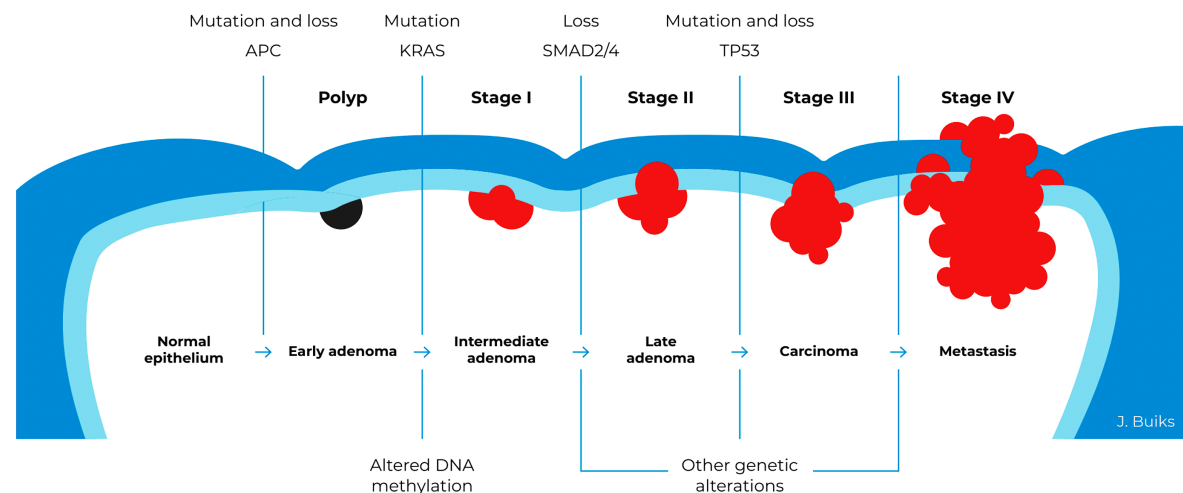 Mutation and loss
APC
Mutation
KRAS
Loss
SMAD2/4
Mutation and loss
TP53
Polyp
Stage I
Stage II
Stage III
Stage IV
Normal
epithelium
Early adenoma
Intermediate
adenoma
Late
adenoma
Carcinoma
Metastasis
J. Buiks
Altered DNA
methylation
Other genetic
alterations